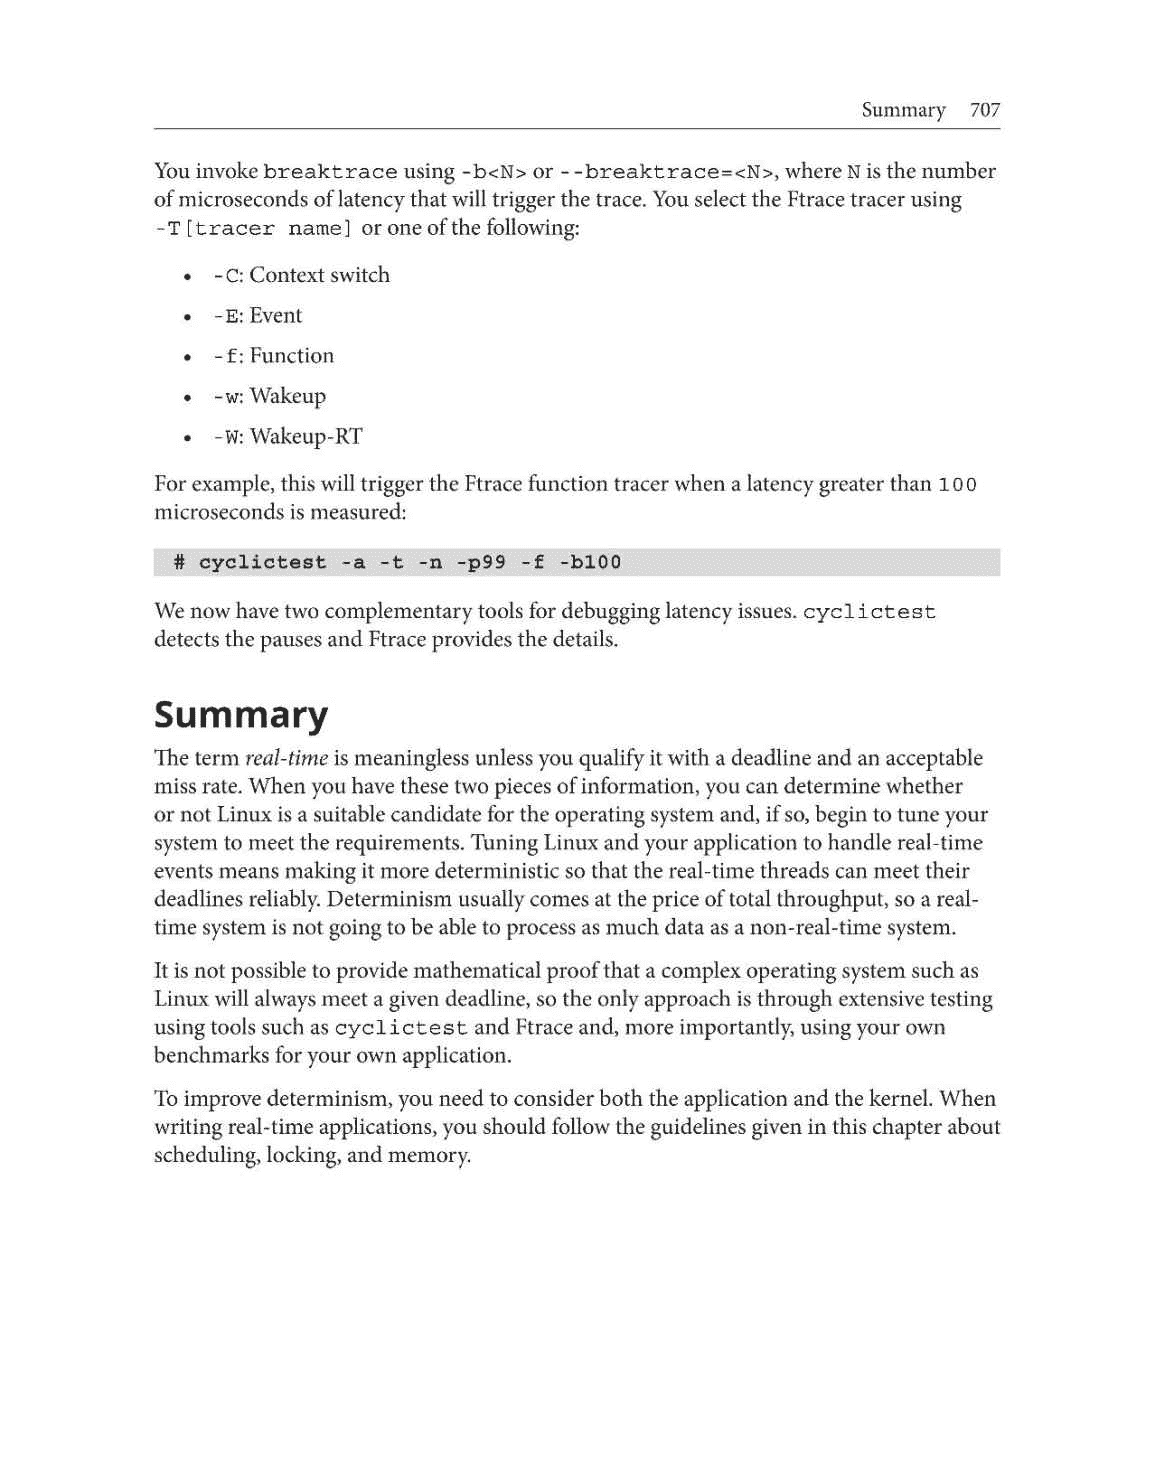 Summary 707
You invoke breaktrace using -b<N> or --breaktrace=<N>, where N is the number
of microseconds of latency that will trigger the trace. You select the Ftrace tracer using
-T[tracer name] or one of the following:
• -C: Context switch
• -E: Event
• -f: Function
• -w: Wakeup
• -W: Wakeup-RT
For example, this will trigger the Ftrace function tracer when a latency greater than 100
microseconds is measured:
# cyclictest -a -t -n -p99 -f -b100
We now have two complementary tools for debugging latency issues. cyclictest
detects the pauses and Ftrace provides the details.
Summary
The term real-time is meaningless unless you qualify it with a deadline and an acceptable
miss rate. When you have these two pieces of information, you can determine whether
or not Linux is a suitable candidate for the operating system and, if so, begin to tune your
system to meet the requirements. Tuning Linux and your application to handle real-time
events means making it more deterministic so that the real-time threads can meet their
deadlines reliably. Determinism usually comes at the price of total throughput, so a real-
time system is not going to be able to process as much data as a non-real-time system.
It is not possible to provide mathematical proof that a complex operating system such as
Linux will always meet a given deadline, so the only approach is through extensive testing
using tools such as cyclictest and Ftrace and, more importantly, using your own
benchmarks for your own application.
To improve determinism, you need to consider both the application and the kernel. When
writing real-time applications, you should follow the guidelines given in this chapter about
scheduling, locking, and memory.